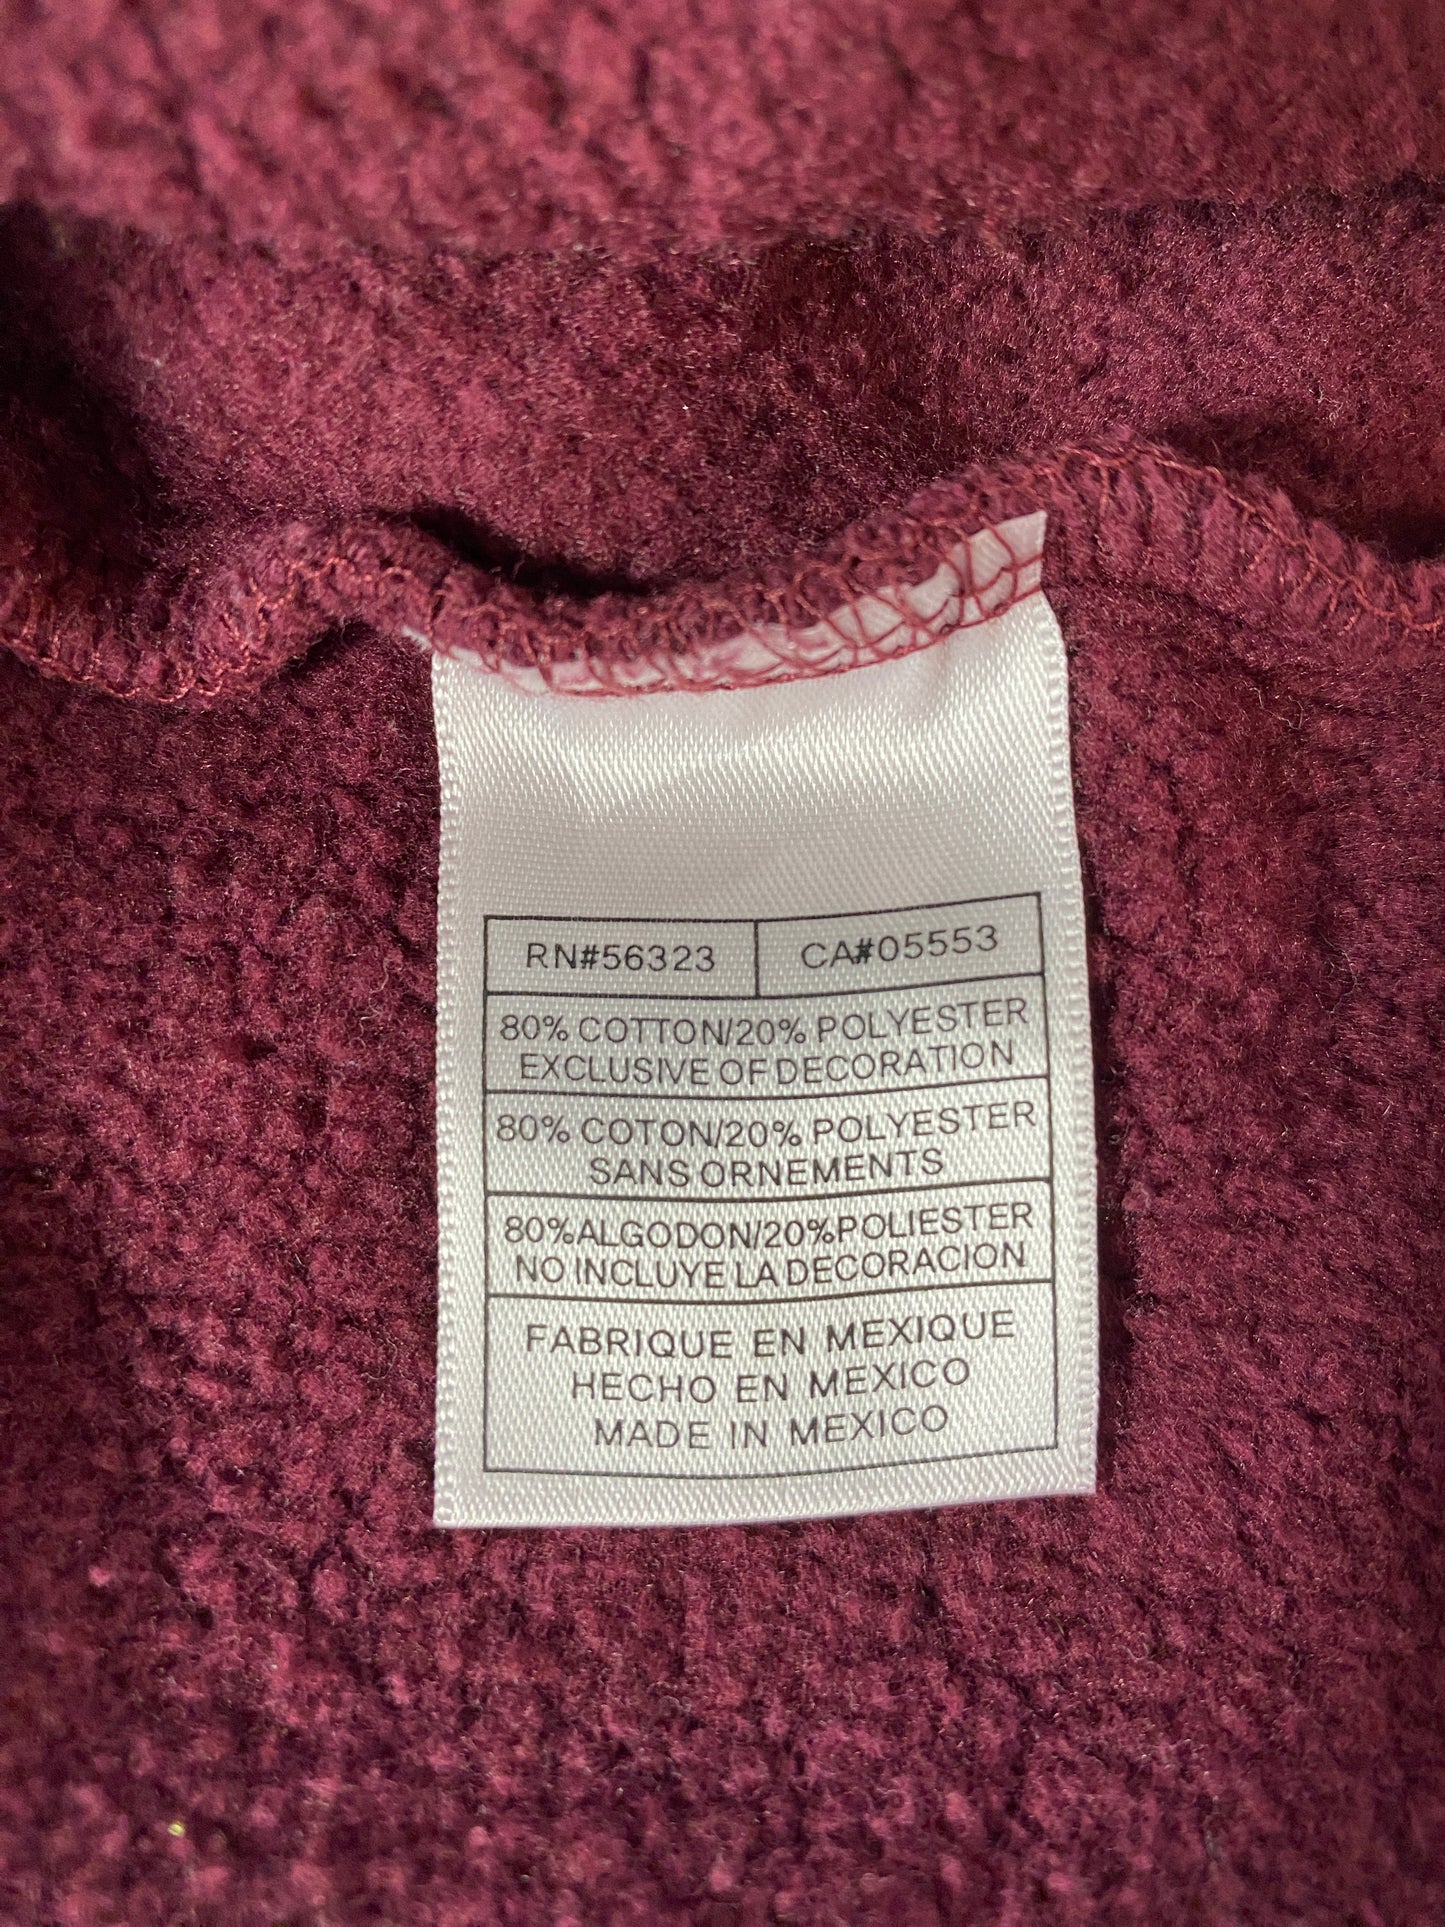 RN#56323 CA#05553
80% COTTON/20% POLYESTER
EXCLUSIVE OF DECORATION
80% COTON/20% POLYESTER
SANS ORNEMENTS
80%ALGODON/20%POLIESTER
NO INCLUYE LA DECORACION
FABRIQUE EN MEXIQUE
HECHO EN MEXICO
MADE IN MEXICO